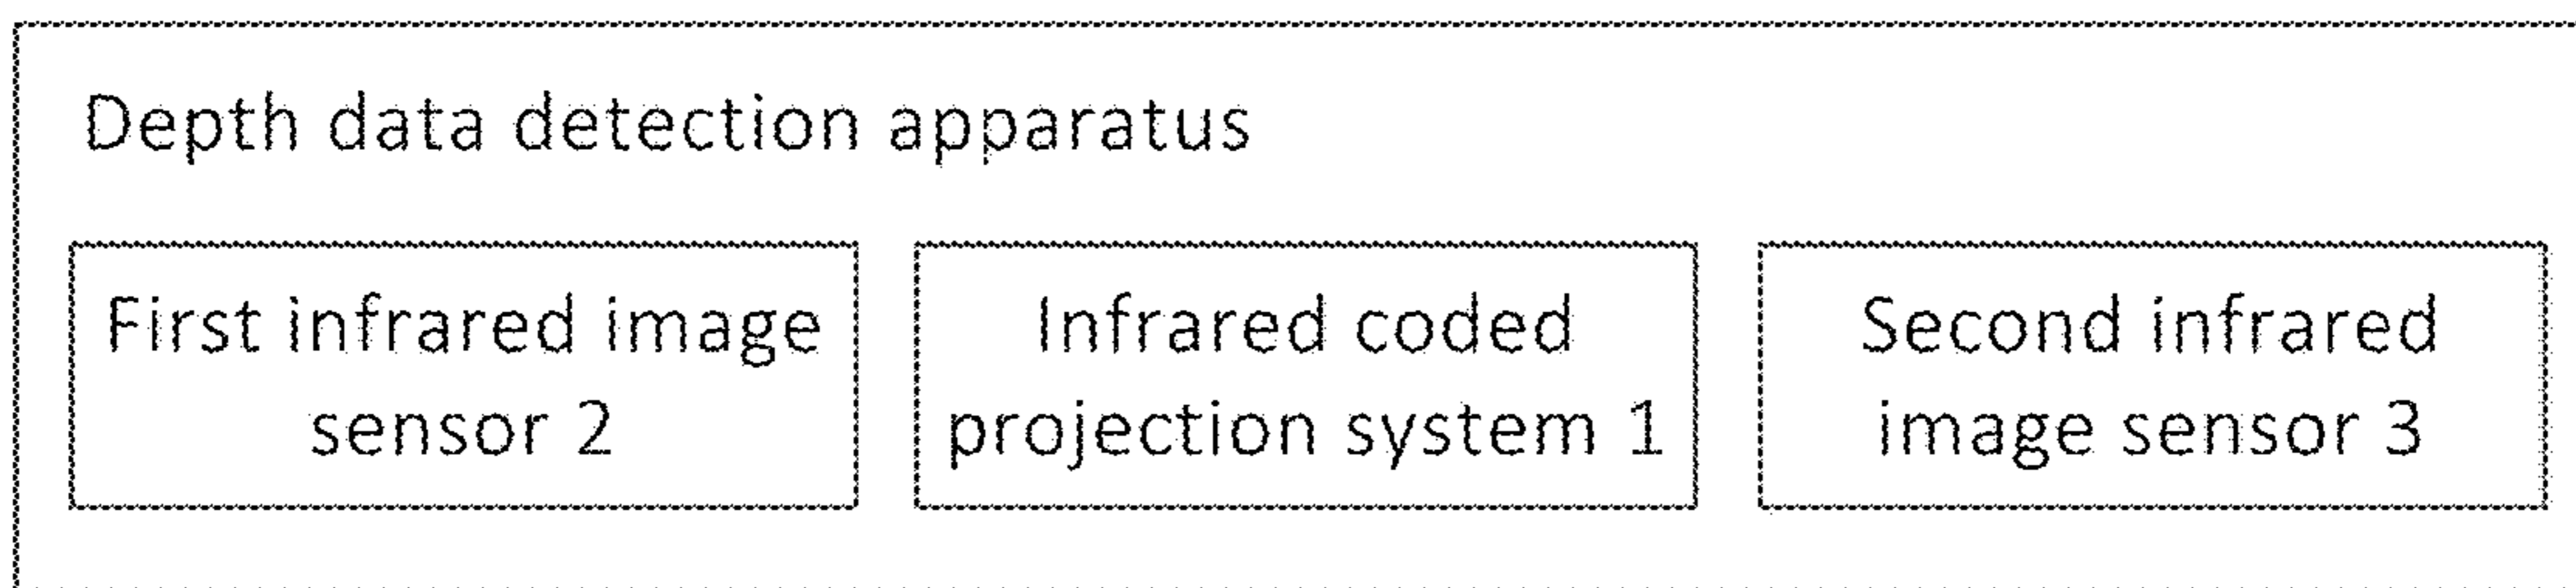 Depth data detection apparatus
First infrared image
sensor 2
Infrared coded
projection system 1
Second infrared
image sensor 3